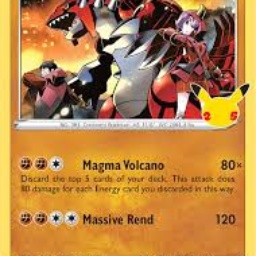 25
Magma Volcano 80×
Discard the top 5 cards of your deck. This attack does
80 damage for each Energy card you discarded in this way.
Massive Rend 120